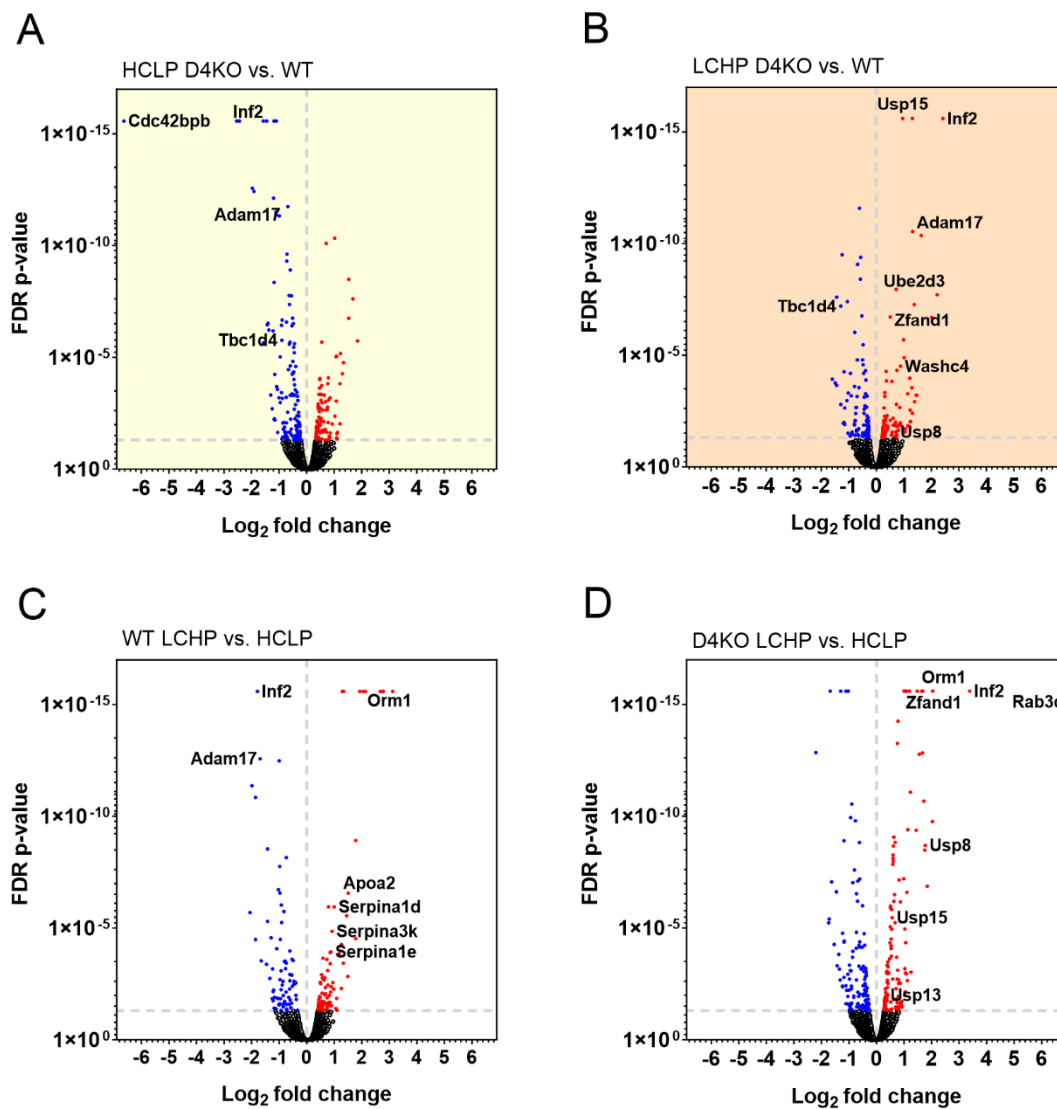 A
HCLP D4KO vs. WT
Cdc42bpb
Inf2
Adam17
Tbc1d4
1×10 -15
1×10 -10
1×10 -5
1×10 0
FDR p-value
-6 -5 -4 -3 -2 -1 0 1 2 3 4 5 6
Log2 fold change
B
LCHP D4KO vs. WT
Usp15
Inf2
Adam17
Ube2d3
Tbc1d4
Zfand1
Washc4
Usp8
1×10 -15
1×10 -10
1×10 -5
1×10 0
FDR p-value
-6 -5 -4 -3 -2 -1 0 1 2 3 4 5 6
Log2 fold change
C
WT LCHP vs. HCLP
Inf2
Orm1
Adam17
Apoa2
Serpina1d
Serpina3k
Serpina1e
1×10 -15
1×10 -10
1×10 -5
1×10 0
FDR p-value
-6 -5 -4 -3 -2 -1 0 1 2 3 4 5 6
Log2 fold change
D
D4KO LCHP vs. HCLP
Orm1
Inf2
Zfand1
Usp8
Usp15
Usp13
1×10 -15
1×10 -10
1×10 -5
1×10 0
FDR p-value
-6 -5 -4 -3 -2 -1 0 1 2 3 4 5 6
Log2 fold change